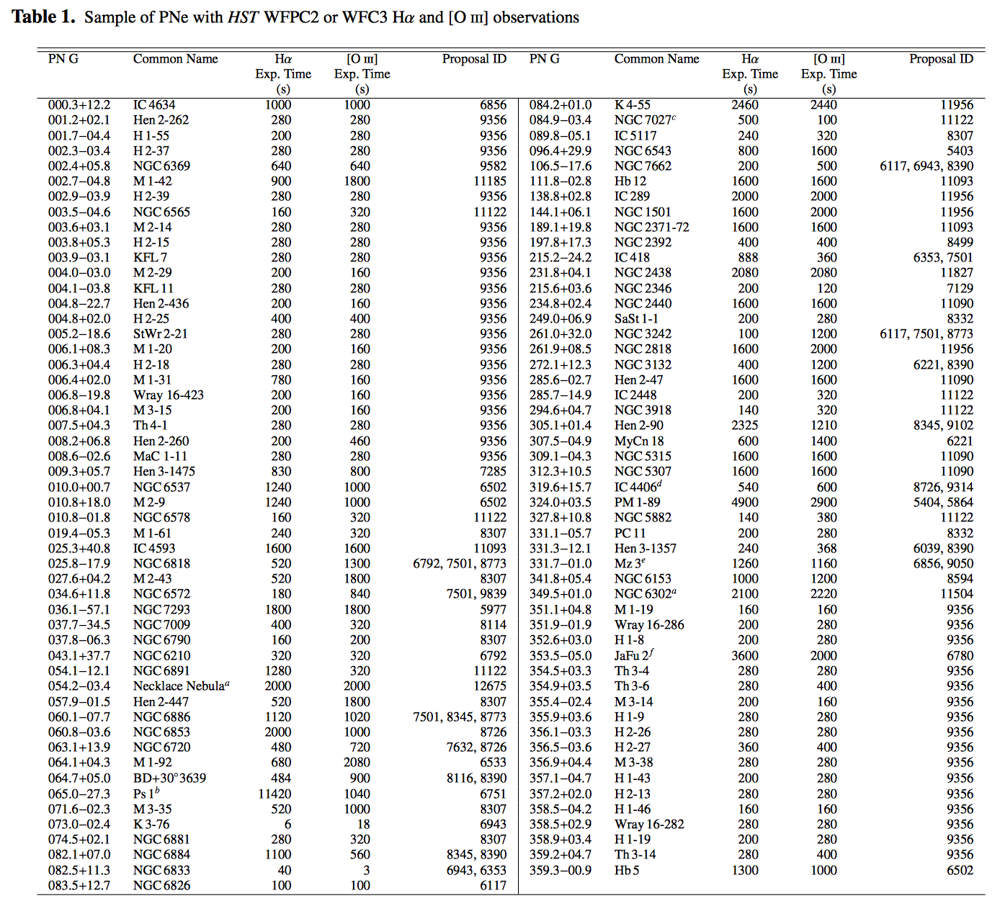 Table 1. Sample of PNe with HST WFPC2 or WFC3 Hα and [O III] observations
PN G Common Name Hα [O III] Proposal ID PN G Common Name Hα [O III] Proposal ID
Exp. Time Exp. Time Exp. Time Exp. Time
(s) (s) (s) (s)
000.3+12.2 IC 4634 1000 1000 6856 084.2+01.0 K 4-55 2460 2440 11956
001.2+02.1 Hen 2-262 280 280 9356 084.9−03.4 NGC 7027c 500 100 11122
001.7−04.4 H 1-55 200 280 9356 089.8−05.1 IC 5117 240 320 8307
002.3−03.4 H 2-37 280 280 9356 096.4+29.9 NGC 6543 800 1600 5403
002.4+05.8 NGC 6369 640 640 9582 106.5−17.6 NGC 7662 200 500 6117, 6943, 8390
002.7−04.8 M 1-42 900 1800 11185 111.8−02.8 Hb 12 1600 1600 11093
002.9−03.9 H 2-39 280 280 9356 138.8+02.8 IC 289 2000 2000 11956
003.5−04.6 NGC 6565 160 320 11122 144.1+06.1 NGC 1501 1600 2000 11956
003.6+03.1 M 2-14 280 280 9356 189.1+19.8 NGC 2371-72 1600 1600 11093
003.8+05.3 H 2-15 280 280 9356 197.8+17.3 NGC 2392 400 400 8499
003.9−03.1 KFL 7 280 280 9356 215.2−24.2 IC 418 888 360 6353, 7501
004.0−03.0 M 2-29 200 160 9356 231.8+04.1 NGC 2438 2080 2080 11827
004.1−03.8 KFL 11 280 280 9356 215.6+03.6 NGC 2346 200 120 7129
004.8−22.7 Hen 2-436 200 160 9356 234.8+02.4 NGC 2440 1600 1600 11090
004.8+02.0 H 2-25 400 400 9356 249.0+06.9 SaSt 1-1 200 280 8332
005.2−18.6 StWr 2-21 280 280 9356 261.0+32.0 NGC 3242 100 1200 6117, 7501, 8773
006.1+08.3 M 1-20 200 160 9356 261.9+08.5 NGC 2818 1600 2000 11956
006.3+04.4 H 2-18 280 280 9356 272.1+12.3 NGC 3132 400 1200 6221, 8390
006.4+02.0 M 1-31 780 160 9356 285.6−02.7 Hen 2-47 1600 1600 11090
006.8−19.8 Wray 16-423 200 160 9356 285.7−14.9 IC 2448 200 320 11122
006.8+04.1 M 3-15 200 160 9356 294.6+04.7 NGC 3918 140 320 11122
007.5+04.3 Th 4-1 280 280 9356 305.1+01.4 Hen 2-90 2325 1210 8345, 9102
008.2+06.8 Hen 2-260 200 460 9356 307.5−04.9 MyCn 18 600 1400 6221
008.6−02.6 MaC 1-11 280 280 9356 309.1−04.3 NGC 5315 1600 1600 11090
009.3+05.7 Hen 3-1475 830 800 7285 312.3+10.5 NGC 5307 1600 1600 11090
010.0+00.7 NGC 6537 1240 1000 6502 319.6+15.7 IC 4406d 540 600 8726, 9314
010.8+18.0 M 2-9 1240 1000 6502 324.0+03.5 PM 1-89 4900 2900 5404, 5864
010.8−01.8 NGC 6578 160 320 11122 327.8+10.8 NGC 5882 140 380 11122
019.4−05.3 M 1-61 240 320 8307 331.1−05.7 PC 11 200 280 8332
025.3+40.8 IC 4593 1600 1600 11093 331.3−12.1 Hen 3-1357 240 368 6039, 8390
025.8−17.9 NGC 6818 520 1300 6792, 7501, 8773 331.7−01.0 Mz 3e 1260 1160 6856, 9050
027.6+04.2 M 2-43 520 1800 8307 341.8+05.4 NGC 6153 1000 1200 8594
034.6+11.8 NGC 6572 180 840 7501, 9839 349.5+01.0 NGC 6302a 2100 2220 11504
036.1−57.1 NGC 7293 1800 1800 5977 351.1+04.8 M 1-19 160 160 9356
037.7−34.5 NGC 7009 400 320 8114 351.9−01.9 Wray 16-286 200 280 9356
037.8−06.3 NGC 6790 160 200 8307 352.6+03.0 H 1-8 200 280 9356
043.1+37.7 NGC 6210 320 320 6792 353.5−05.0 JaFu 2f 3600 2000 6780
054.1−12.1 NGC 6891 1280 320 11122 354.5+03.3 Th 3-4 280 280 9356
054.2−03.4 Necklace Nebulaa 2000 2000 12675 354.9+03.5 Th 3-6 280 400 9356
057.9−01.5 Hen 2-447 520 1800 8307 355.4−02.4 M 3-14 200 160 9356
060.1−07.7 NGC 6886 1120 1020 7501, 8345, 8773 355.9+03.6 H 1-9 280 280 9356
060.8−03.6 NGC 6853 2000 1000 8726 356.1−03.3 H 2-26 280 280 9356
063.1+13.9 NGC 6720 480 720 7632, 8726 356.5−03.6 H 2-27 360 400 9356
064.1+04.3 M 1-92 680 2080 6533 356.9+04.4 M 3-38 280 280 9356
064.7+05.0 BD+30°3639 484 900 8116, 8390 357.1−04.7 H 1-43 200 280 9356
065.0−27.3 Ps 1b 11420 1040 6751 357.2+02.0 H 2-13 280 280 9356
071.6−02.3 M 3-35 520 1000 8307 358.5−04.2 H 1-46 160 160 9356
073.0−02.4 K 3-76 6 18 6943 358.5+02.9 Wray 16-282 280 280 9356
074.5+02.1 NGC 6881 280 320 8307 358.9+03.4 H 1-19 200 280 9356
082.1+07.0 NGC 6884 1100 560 8345, 8390 359.2+04.7 Th 3-14 280 400 9356
082.5+11.3 NGC 6833 40 3 6943, 6353 359.3−00.9 Hb 5 1300 1000 6502
083.5+12.7 NGC 6826 100 100 6117